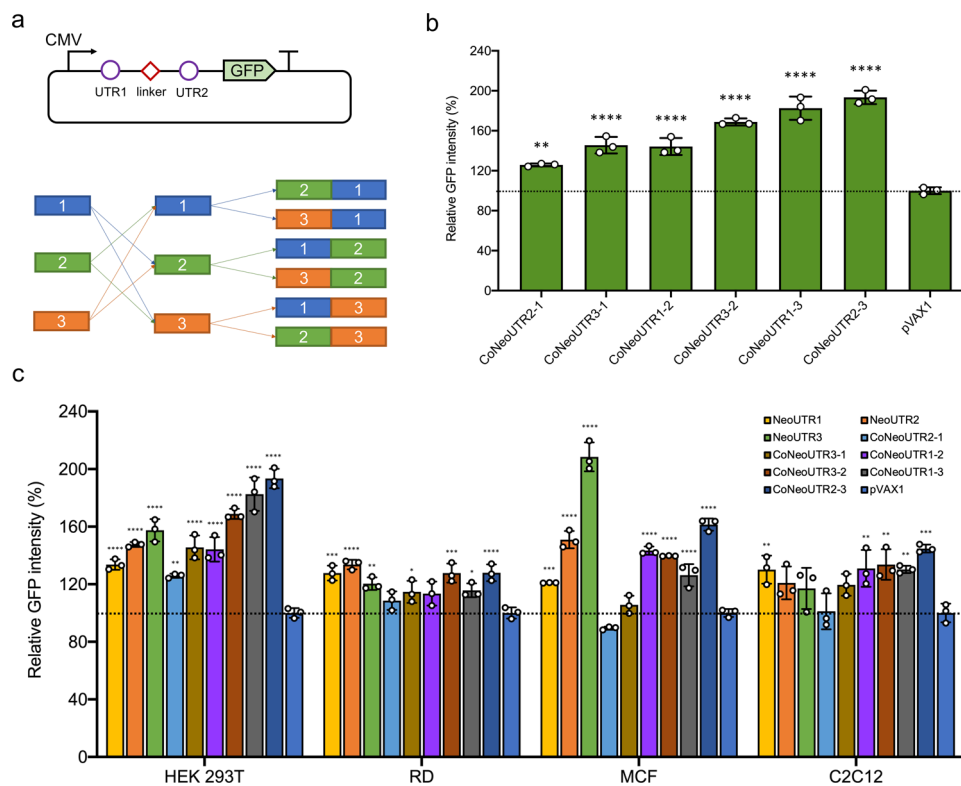 a
CMV
GFP
UTR1
linker
UTR2
1
1
2
1
3
1
2
2
1
2
3
2
3
3
1
3
2
3
b
Relative GFP intensity (%)
240
200
160
120
80
40
0
**
****
****
****
****
****
CoNeoUTR2-1
CoNeoUTR3-1
CoNeoUTR1-2
CoNeoUTR3-2
CoNeoUTR1-3
CoNeoUTR2-3
pVAX1
c
Relative GFP intensity (%)
240
200
160
120
80
40
0
****
****
****
**
****
****
****
****
****
***
****
**
*
***
*
****
***
****
****
****
****
****
****
**
**
**
**
***
HEK 293T
RD
MCF
C2C12
NeoUTR1
NeoUTR2
NeoUTR3
CoNeoUTR2-1
CoNeoUTR3-1
CoNeoUTR1-2
CoNeoUTR3-2
CoNeoUTR1-3
CoNeoUTR2-3
pVAX1